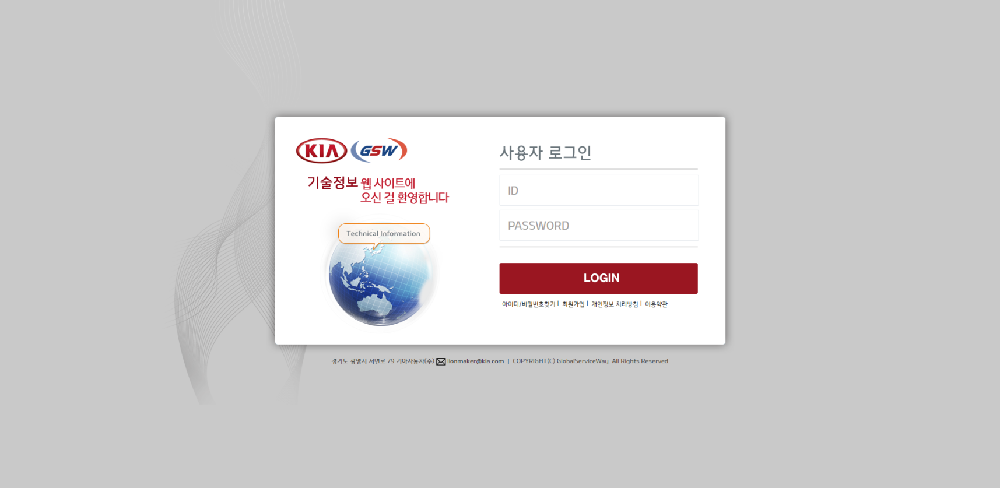 KIA GSW
기술정보 웹 사이트에
오신 걸 환영합니다
Technical Information
사용자 로그인
ID
PASSWORD
LOGIN
아이디/비밀번호찾기 | 회원가입 | 개인정보 처리방침 | 이용약관
경기도 광명시 서면로 79 기아자동차(주) lionmaker@kia.com | COPYRIGHT(C) GlobalServiceWay. All Rights Reserved.